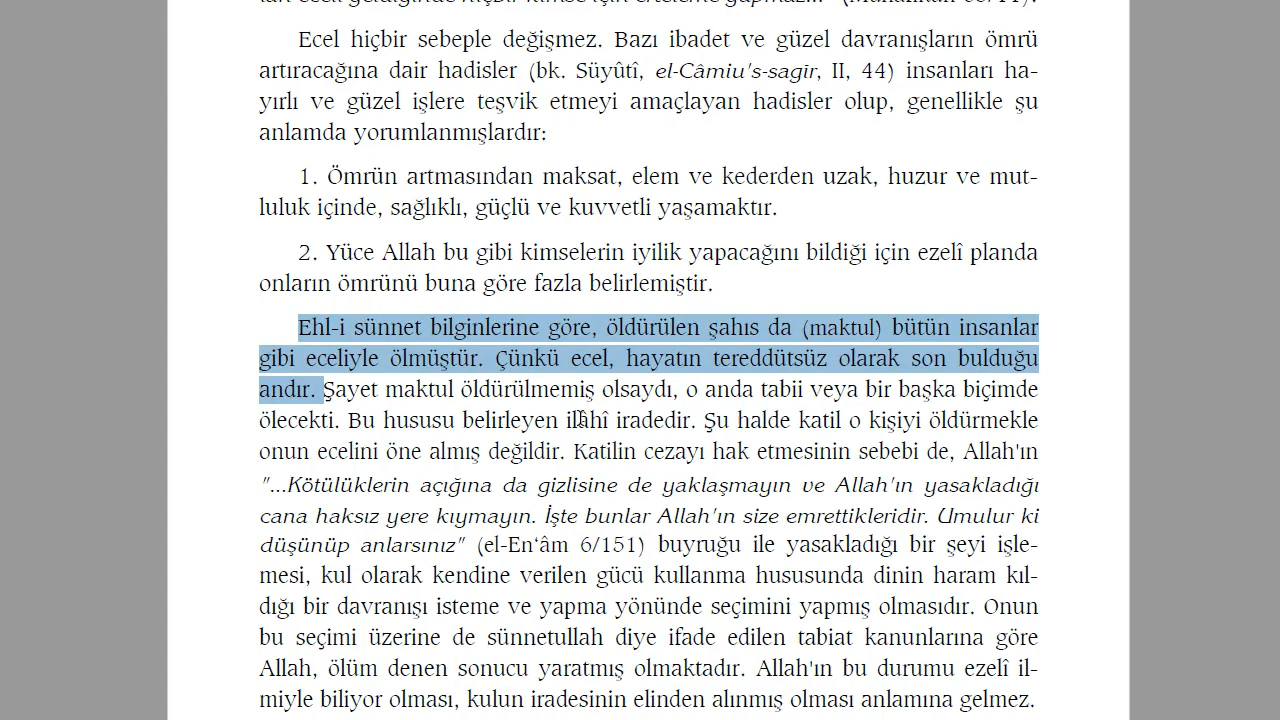 Ecel hiçbir sebeple değişmez. Bazı ibadet ve güzel davranışların ömrü
artıracağına dair hadisler (bk. Süyûtî, el-Câmiu's-sagīr, II, 44) insanları ha-
yırlı ve güzel işlere teşvik etmeyi amaçlayan hadisler olup, genellikle şu
anlamda yorumlanmışlardır:
1. Ömrün artmasından maksat, elem ve kederden uzak, huzur ve mut-
luluk içinde, sağlıklı, güçlü ve kuvvetli yaşamaktır.
2. Yüce Allah bu gibi kimselerin iyilik yapacağını bildiği için ezelî planda
onların ömrünü buna göre fazla belirlemiştir.
Ehl-i sünnet bilginlerine göre, öldürülen şahıs da (maktul) bütün insanlar
gibi eceliyle ölmüştür. Çünkü ecel, hayatın tereddütsüz olarak son bulduğu
andır. Şayet maktul öldürülmemiş olsaydı, o anda tabii veya bir başka biçimde
ölecekti. Bu hususu belirleyen ilâhî iradedir. Şu halde katil o kişiyi öldürmekle
onun ecelini öne almış değildir. Katilin cezayı hak etmesinin sebebi de, Allah'ın
"...Kötülüklerin açığına da gizlisine de yaklaşmayın ve Allah'ın yasakladığı
cana haksız yere kıymayın. İşte bunlar Allah'ın size emrettikleridir. Umulur ki
düşünüp anlarsınız" (el-En‘âm 6/151) buyruğu ile yasakladığı bir şeyi işle-
mesi, kul olarak kendine verilen gücü kullanma hususunda dinin haram kıl-
dığı bir davranışı isteme ve yapma yönünde seçimini yapmış olmasıdır. Onun
bu seçimi üzerine de sünnetullah diye ifade edilen tabiat kanunlarına göre
Allah, ölüm denen sonucu yaratmış olmaktadır. Allah'ın bu durumu ezelî il-
miyle biliyor olması, kulun iradesinin elinden alınmış olması anlamına gelmez.